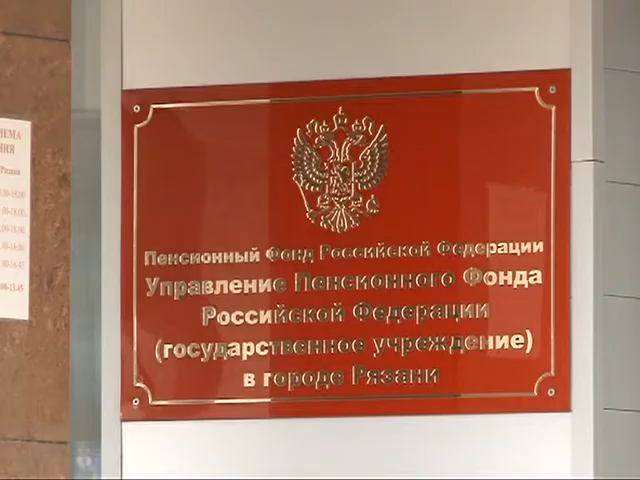 Пенсионный Фонд Российской Федерации
Управление Пенсионного Фонда
Российской Федерации
(государственное учреждение)
в городе Рязани